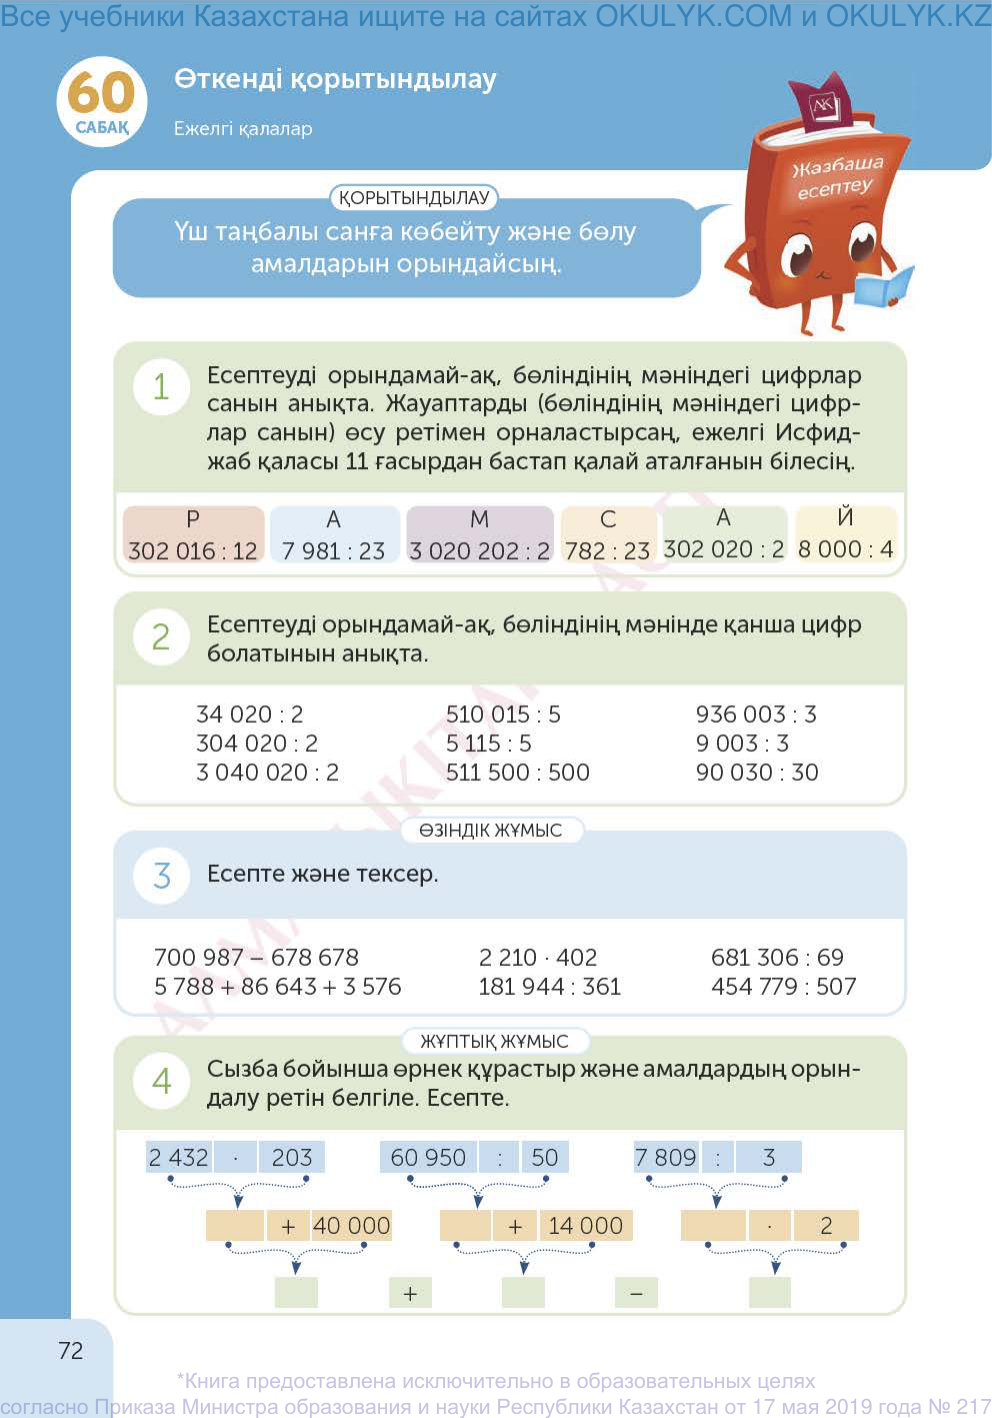 Все учебники Казахстана ищите на сайтах OKULYK.COM и OKULYK.KZ
60
САБАҚ
Өткенді қорытындылау
Ежелгі қалалар
АК
Жазбаша
есептеу
ҚОРЫТЫНДЫЛАУ
Үш таңбалы санға көбейту және бөлу
амалдарын орындайсың.
1
Есептеуді орындамай-ақ, бөліндінің мәніндегі цифрлар
санын анықта. Жауаптарды (бөліндінің мәніндегі цифр-
лар санын) өсу ретімен орналастырсаң, ежелгі Исфид-
жаб қаласы 11 ғасырдан бастап қалай аталғанын білесің.
Р А М С А Й
302 016 : 12 7 981 : 23 3 020 202 : 2 782 : 23 302 020 : 2 8 000 : 4
2
Есептеуді орындамай-ақ, бөліндінің мәнінде қанша цифр
болатынын анықта.
34 020 : 2 510 015 : 5 936 003 : 3
304 020 : 2 5 115 : 5 9 003 : 3
3 040 020 : 2 511 500 : 500 90 030 : 30
ӨЗІНДІК ЖҰМЫС
3
Есепте және тексер.
700 987 – 678 678 2 210 · 402 681 306 : 69
5 788 + 86 643 + 3 576 181 944 : 361 454 779 : 507
ЖҰПТЫҚ ЖҰМЫС
4
Сызба бойынша өрнек құрастыр және амалдардың орын-
далу ретін белгіле. Есепте.
2 432 · 203 60 950 : 50 7 809 : 3
+ 40 000 + 14 000 · 2
+ –
72
*Книга предоставлена исключительно в образовательных целях
согласно Приказа Министра образования и науки Республики Казахстан от 17 мая 2019 года № 217